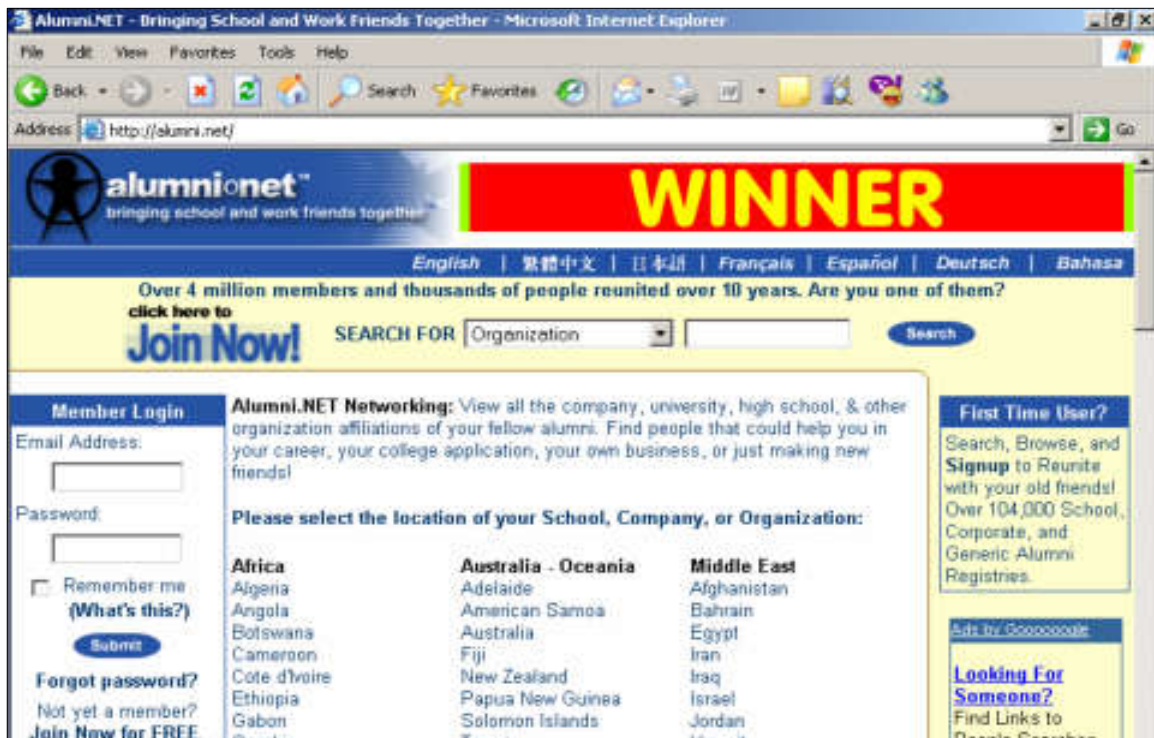 Alumni.NET - Bringing School and Work Friends Together - Microsoft Internet Explorer
File Edit View Favorites Tools Help
Back Search Favorites
Address http://alumni.net/ Go
alumni.net™
bringing school and work friends together
WINNER
English | 繁體中文 | 日本語 | Français | Español | Deutsch | Bahasa
Over 4 million members and thousands of people reunited over 10 years. Are you one of them?
click here to
Join Now!
SEARCH FOR Organization Search
Member Login
Email Address:
Password:
Remember me
(What's this?)
Submit
Forgot password?
Not yet a member?
Join Now for FREE
Alumni.NET Networking: View all the company, university, high school, & other
organization affiliations of your fellow alumni. Find people that could help you in
your career, your college application, your own business, or just making new
friends!
Please select the location of your School, Company, or Organization:
Africa
Algeria
Angola
Botswana
Cameroon
Cote d'Ivoire
Ethiopia
Gabon
Australia - Oceania
Adelaide
American Samoa
Australia
Fiji
New Zealand
Papua New Guinea
Solomon Islands
Middle East
Afghanistan
Bahrain
Egypt
Iran
Iraq
Israel
Jordan
First Time User?
Search, Browse, and
Signup to Reunite
with your old friends!
Over 104,000 School,
Corporate, and
Generic Alumni
Registries.
Ads by Goooooogle
Looking For
Someone?
Find Links to
People Searches